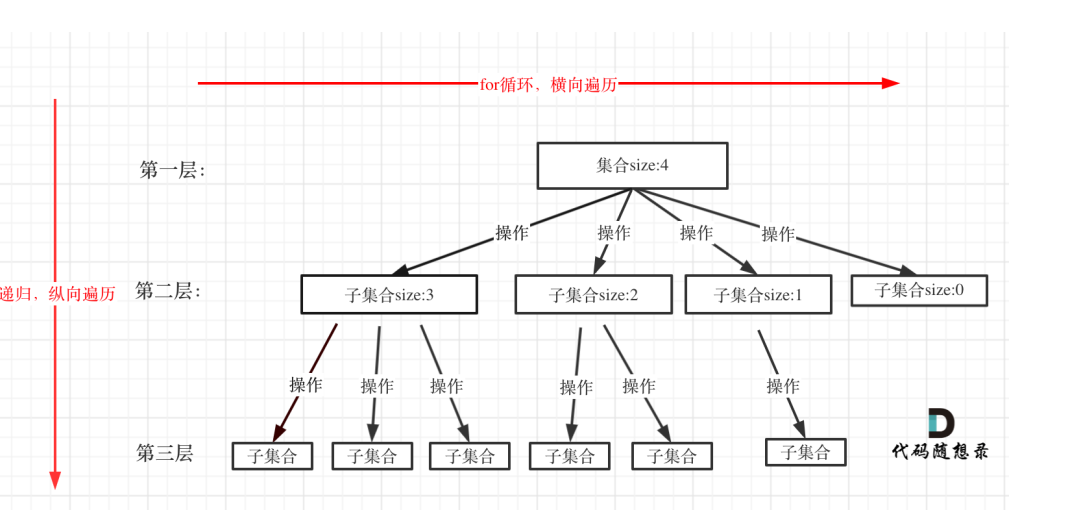 for循环，横向遍历
第一层：
集合size:4
操作
操作
操作
操作
递归，纵向遍历
第二层：
子集合size:3
子集合size:2
子集合size:1
子集合size:0
操作
操作
操作
操作
操作
操作
第三层
子集合
子集合
子集合
子集合
子集合
子集合
代码随想录